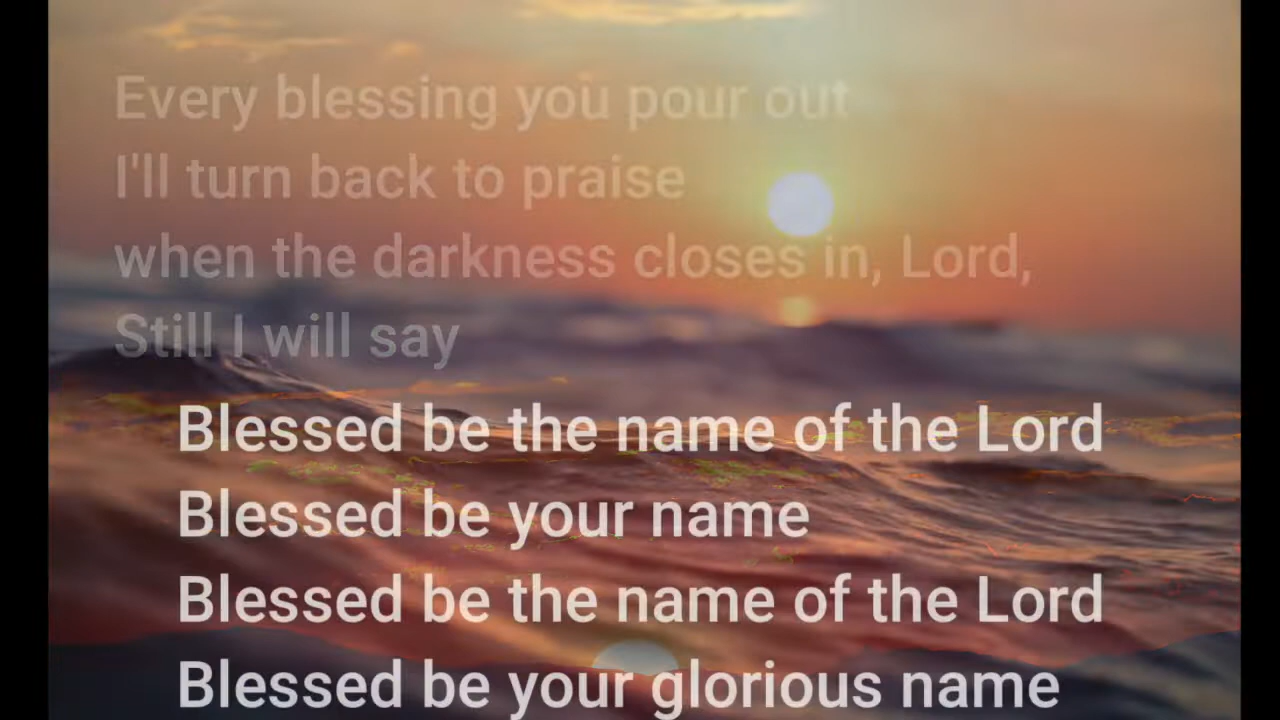 Every blessing you pour out
I'll turn back to praise
when the darkness closes in, Lord,
Still I will say
Blessed be the name of the Lord
Blessed be your name
Blessed be the name of the Lord
Blessed be your glorious name